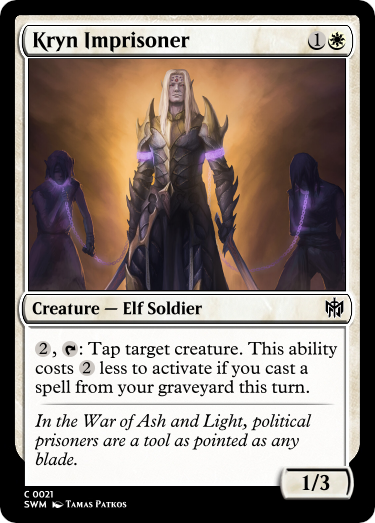 Kryn Imprisoner 1
Creature — Elf Soldier
2, : Tap target creature. This ability
costs 2 less to activate if you cast a
spell from your graveyard this turn.
In the War of Ash and Light, political
prisoners are a tool as pointed as any
blade.
1/3
C 0021
SWM Tamas Patkos